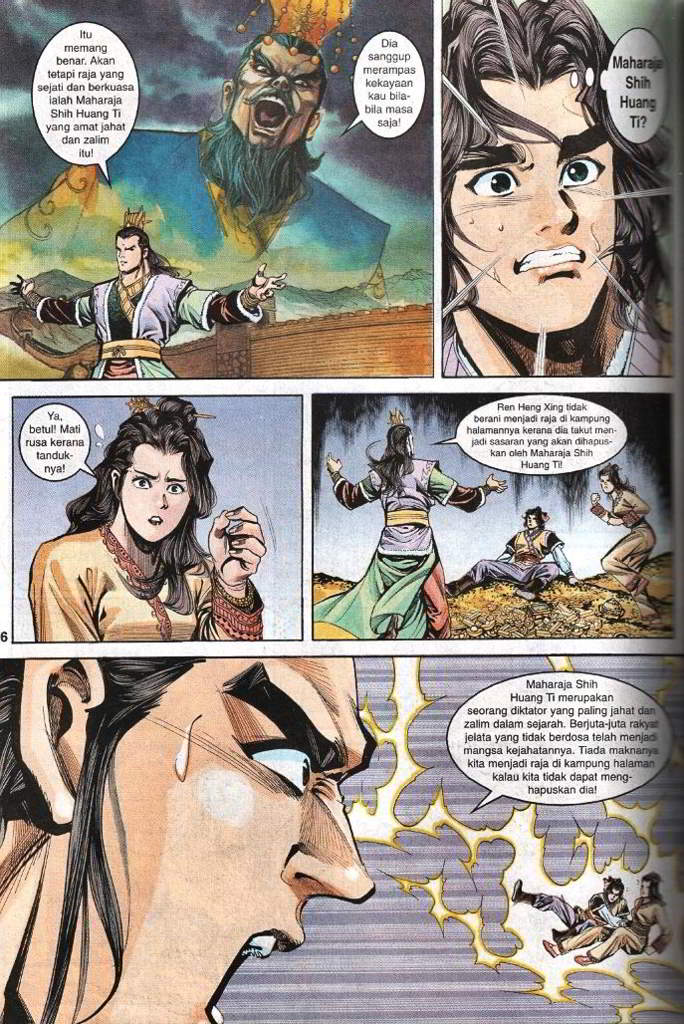 Itu
memang
benar. Akan
tetapi raja yang
sejati dan berkuasa
ialah Maharaja
Shih Huang Ti
yang amat jahat
dan zalim
itu!
Dia
sanggup
merampas
kekayaan
kau bila-
bila masa
saja!
Maharaja
Shih
Huang
Ti?
Ya,
betul! Mati
rusa kerana
tanduk-
nya!
Ren Heng Xing tidak
berani menjadi raja di kampung
halamannya kerana dia takut men-
jadi sasaran yang akan dihapus-
kan oleh Maharaja Shih
Huang Ti!
6
Maharaja Shih
Huang Ti merupakan
seorang diktator yang paling jahat dan
zalim dalam sejarah. Berjuta-juta rakyat
jelata yang tidak berdosa telah menjadi
mangsa kejahatannya. Tiada maknanya
kita menjadi raja di kampung halaman
kalau kita tidak dapat meng-
hapuskan dia!